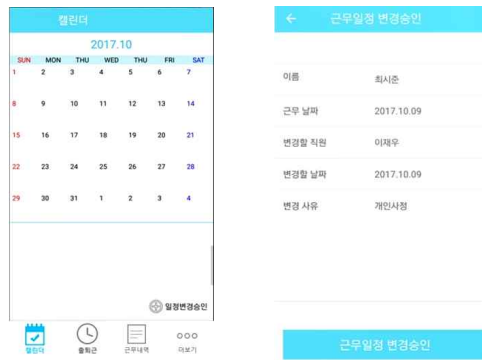 캘린더
2017.10
SUN MON THU WED THU FRI SAT
1 2 3 4 5 6 7
8 9 10 11 12 13 14
15 16 17 18 19 20 21
22 23 24 25 26 27 28
29 30 31 1 2 3 4
일정변경승인
캘린더 출퇴근 근무내역 더보기
근무일정 변경승인
이름 최시준
근무 날짜 2017.10.09
변경할 직원 이재우
변경할 날짜 2017.10.09
변경 사유 개인사정
근무일정 변경승인